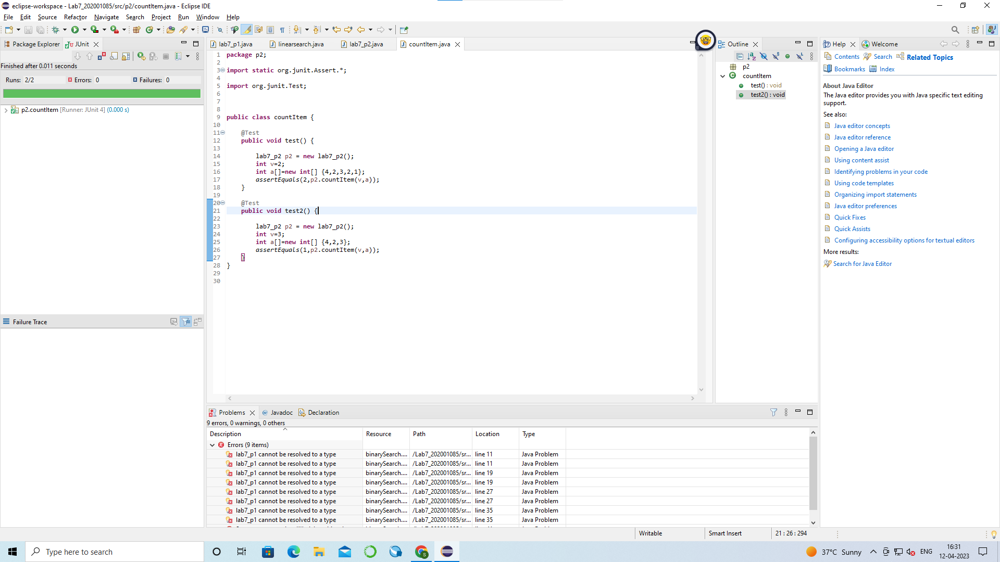 eclipse-workspace - Lab7_202001085/src/p2/countItem.java - Eclipse IDE
File Edit Source Refactor Navigate Search Project Run Window Help
Package Explorer JUnit
Finished after 0.011 seconds
Runs: 2/2 Errors: 0 Failures: 0
p2.countItem [Runner: JUnit 4] (0.000 s)
Failure Trace
lab7_p1.java linearsearch.java lab7_p2.java countItem.java
1 package p2;
2
3 import static org.junit.Assert.*;
4
5 import org.junit.Test;
6
7
8
9 public class countItem {
10
11 @Test
12 public void test() {
13
14 lab7_p2 p2 = new lab7_p2();
15 int v=2;
16 int a[]=new int[] {4,2,3,2,1};
17 assertEquals(2,p2.countItem(v,a));
18 }
19
20 @Test
21 public void test2() {
22
23 lab7_p2 p2 = new lab7_p2();
24 int v=3;
25 int a[]=new int[] {4,2,3};
26 assertEquals(1,p2.countItem(v,a));
27 }
28 }
29
30
Outline
p2
countItem
test() : void
test2() : void
Help Welcome
Contents Search Related Topics
Bookmarks Index
About Java Editor
The Java editor provides you with Java specific text editing
support.
See also:
Java editor concepts
Java editor reference
Opening a Java editor
Using content assist
Identifying problems in your code
Using code templates
Organizing import statements
Java editor preferences
Quick Fixes
Quick Assists
Configuring accessibility options for textual editors
More results:
Search for Java Editor
Problems @ Javadoc Declaration
9 errors, 0 warnings, 0 others
Description Resource Path Location Type
Errors (9 items)
lab7_p1 cannot be resolved to a type binarySearch.... /Lab7_202001085/sr... line 11 Java Problem
lab7_p1 cannot be resolved to a type binarySearch.... /Lab7_202001085/sr... line 11 Java Problem
lab7_p1 cannot be resolved to a type binarySearch.... /Lab7_202001085/sr... line 19 Java Problem
lab7_p1 cannot be resolved to a type binarySearch.... /Lab7_202001085/sr... line 19 Java Problem
lab7_p1 cannot be resolved to a type binarySearch.... /Lab7_202001085/sr... line 27 Java Problem
lab7_p1 cannot be resolved to a type binarySearch.... /Lab7_202001085/sr... line 27 Java Problem
lab7_p1 cannot be resolved to a type binarySearch.... /Lab7_202001085/sr... line 35 Java Problem
lab7_p1 cannot be resolved to a type binarySearch.... /Lab7_202001085/sr... line 35 Java Problem
Writable Smart Insert 21 : 26 : 294
Type here to search
37°C Sunny ENG
16:31
12-04-2023